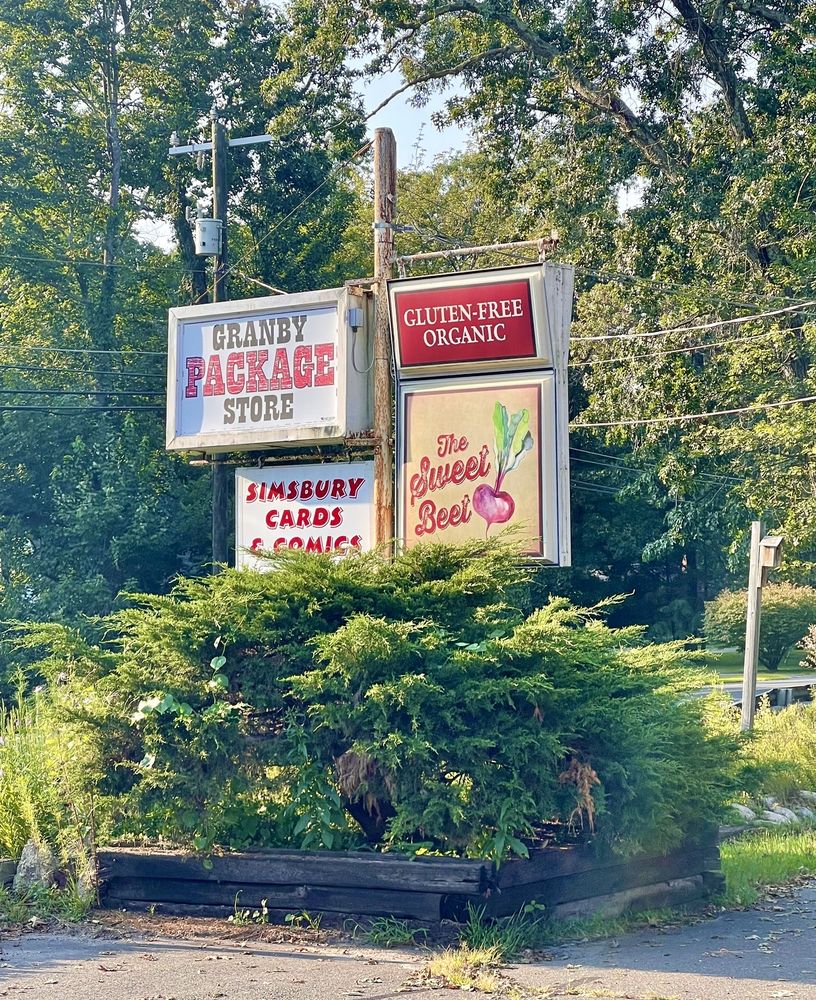 GRANBY
PACKAGE
STORE
SIMSBURY
CARDS
& COMICS
GLUTEN-FREE
ORGANIC
The
Sweet
Beet